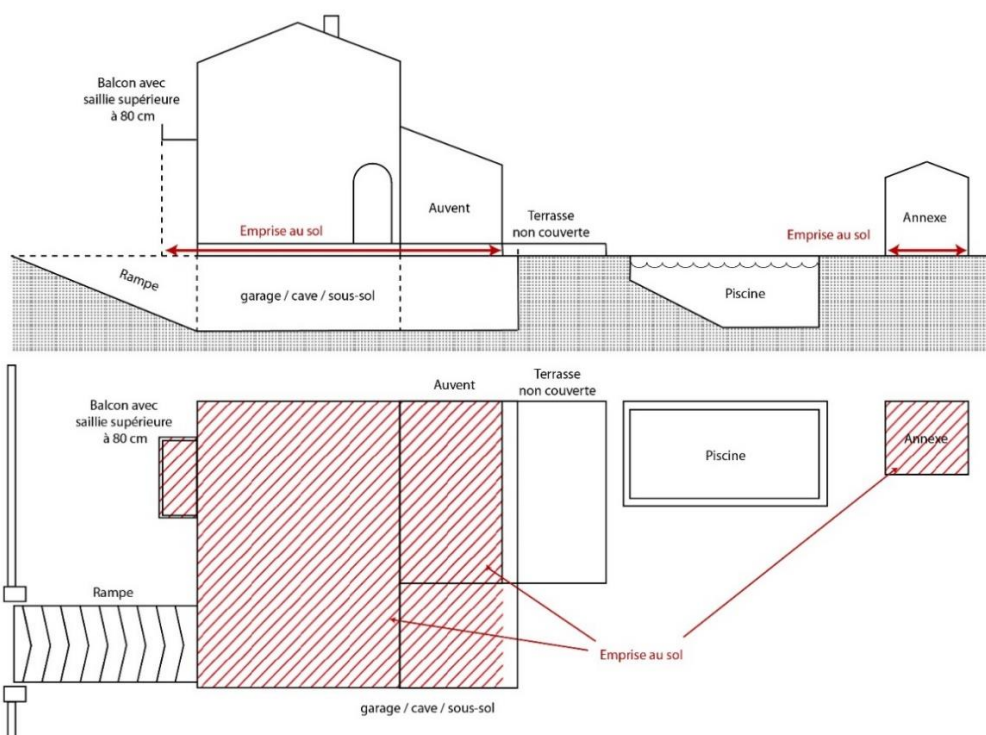 Balcon avec
saillie supérieure
à 80 cm
Auvent
Terrasse
non couverte
Annexe
Emprise au sol
Emprise au sol
Rampe
garage / cave / sous-sol
Piscine
Auvent
Terrasse
non couverte
Balcon avec
saillie supérieure
à 80 cm
Annexe
Piscine
Rampe
Emprise au sol
garage / cave / sous-sol